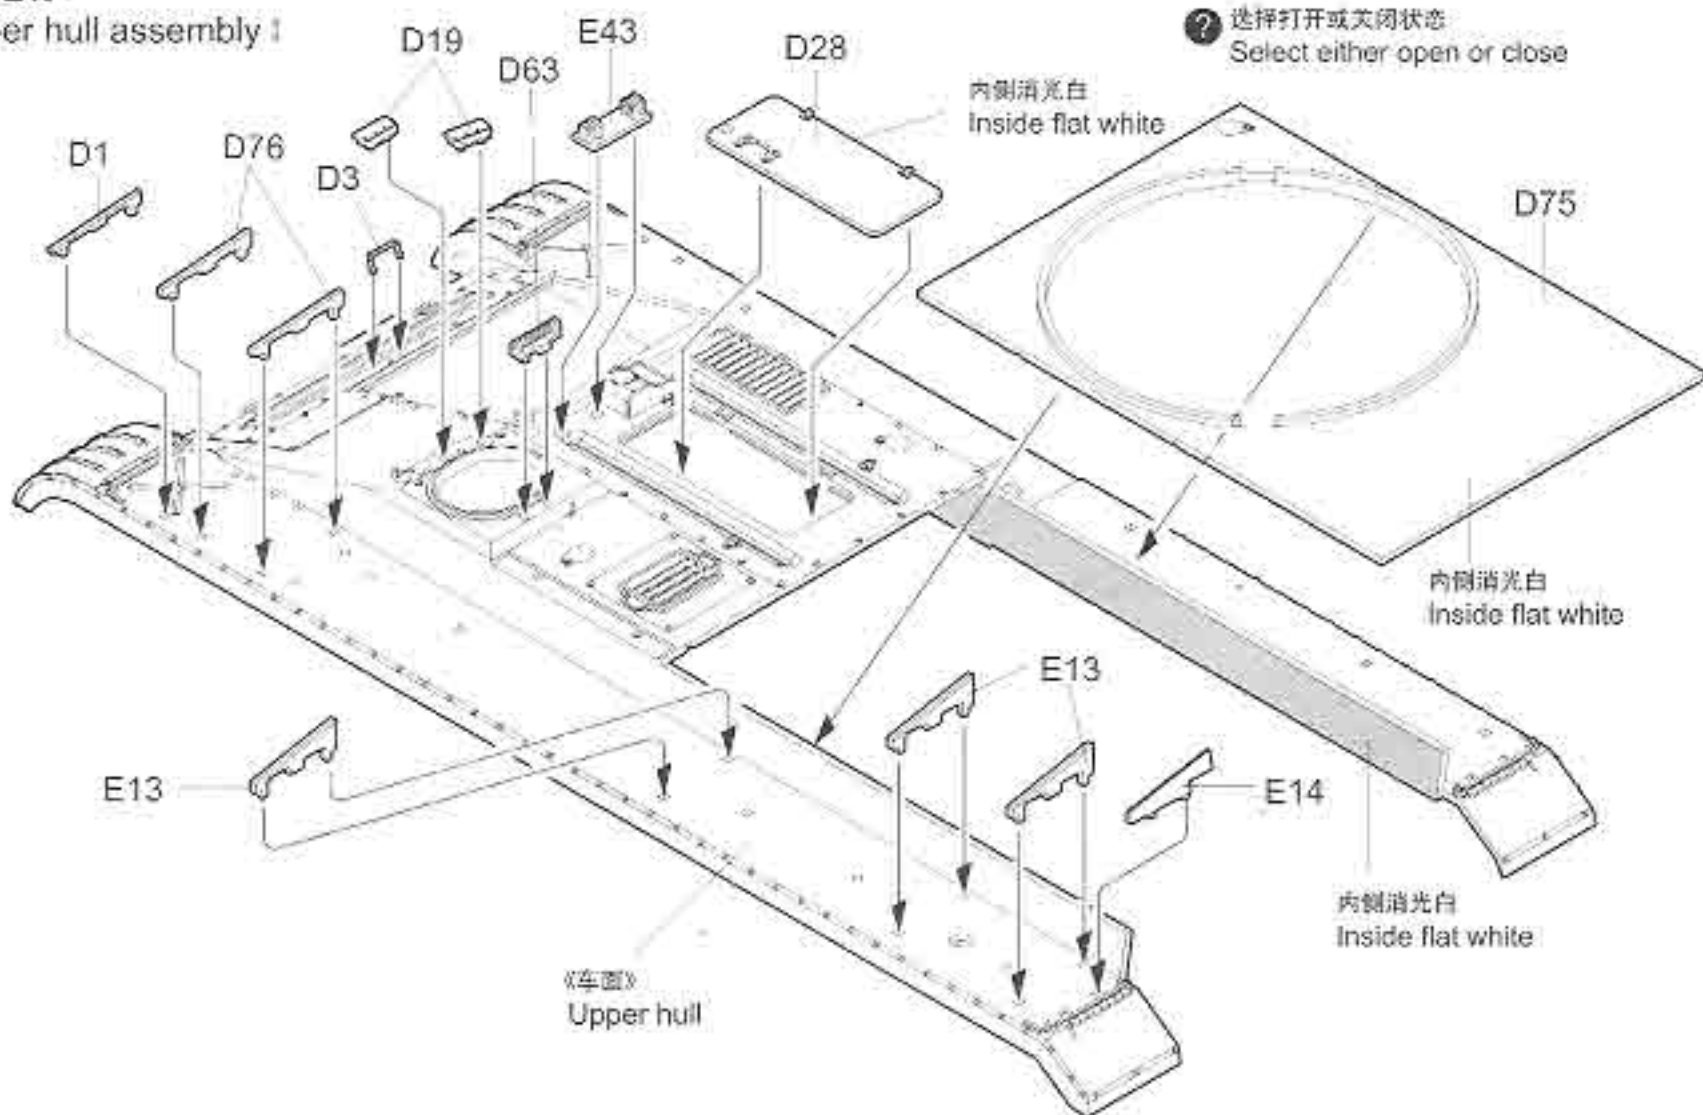 er hull assembly :
D19
E43
D63
D28
内侧消光白
Inside flat white
? 选择打开或关闭状态
Select either open or close
D1
D76
D3
D75
内侧消光白
Inside flat white
E13
E13
E14
内侧消光白
Inside flat white
《车面》
Upper hull